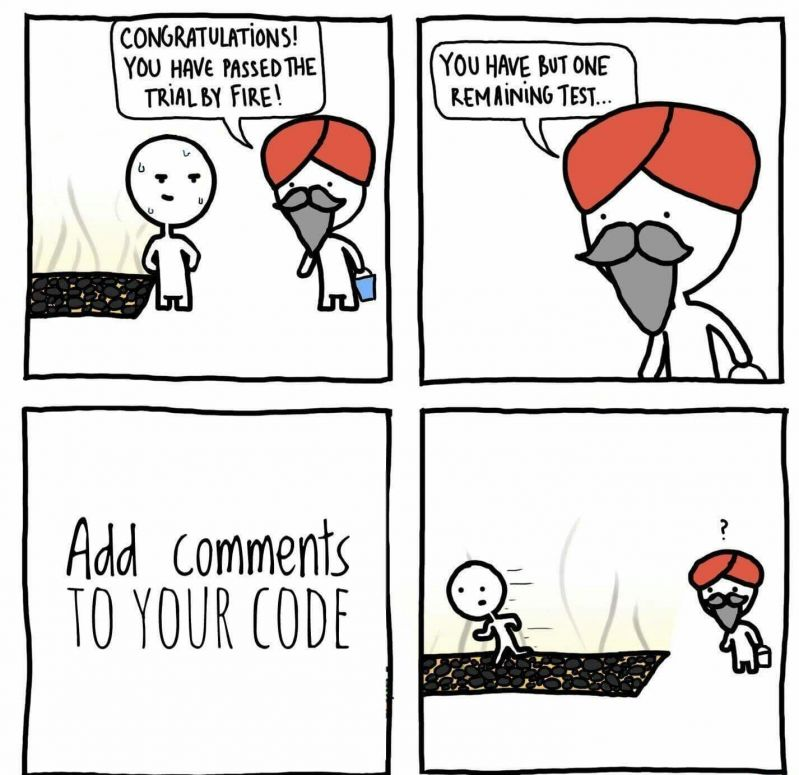 CONGRATULATIONS!
YOU HAVE PASSED THE
TRIAL BY FIRE!
YOU HAVE BUT ONE
REMAINING TEST...
Add comments
TO YOUR CODE
?